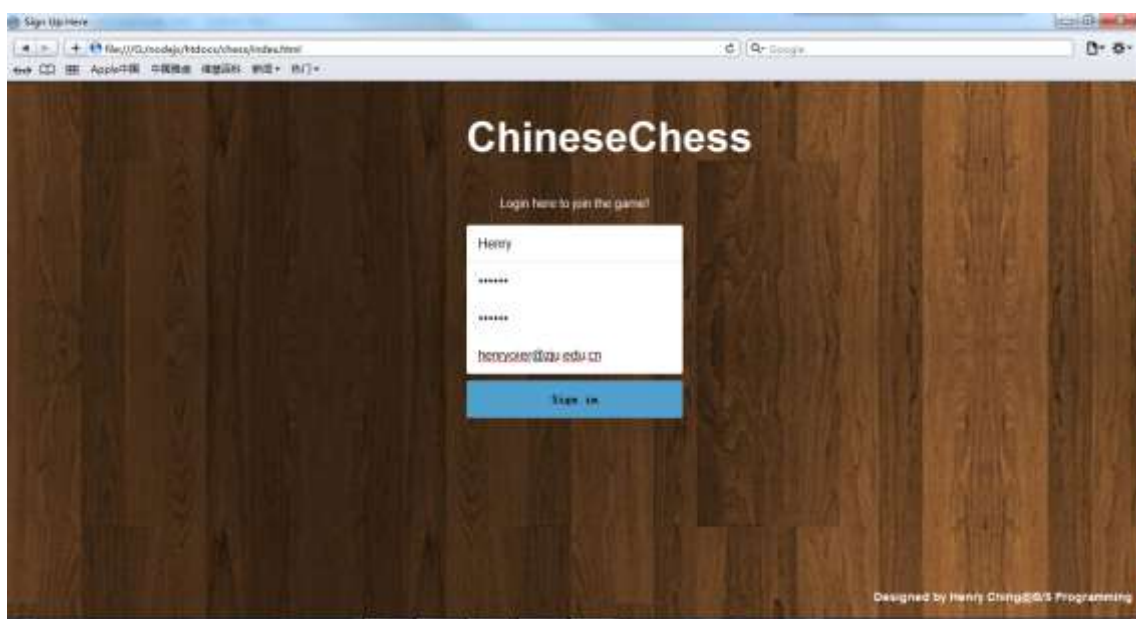 Sign Up Here
file:///G:/nodejs/htdocs/chess/index.html
Google
Apple中国
ChineseChess
Login here to join the game!
Henry
••••••
••••••
@zju.edu.cn
Sign in
Designed by Henry Ching@B/S Programming